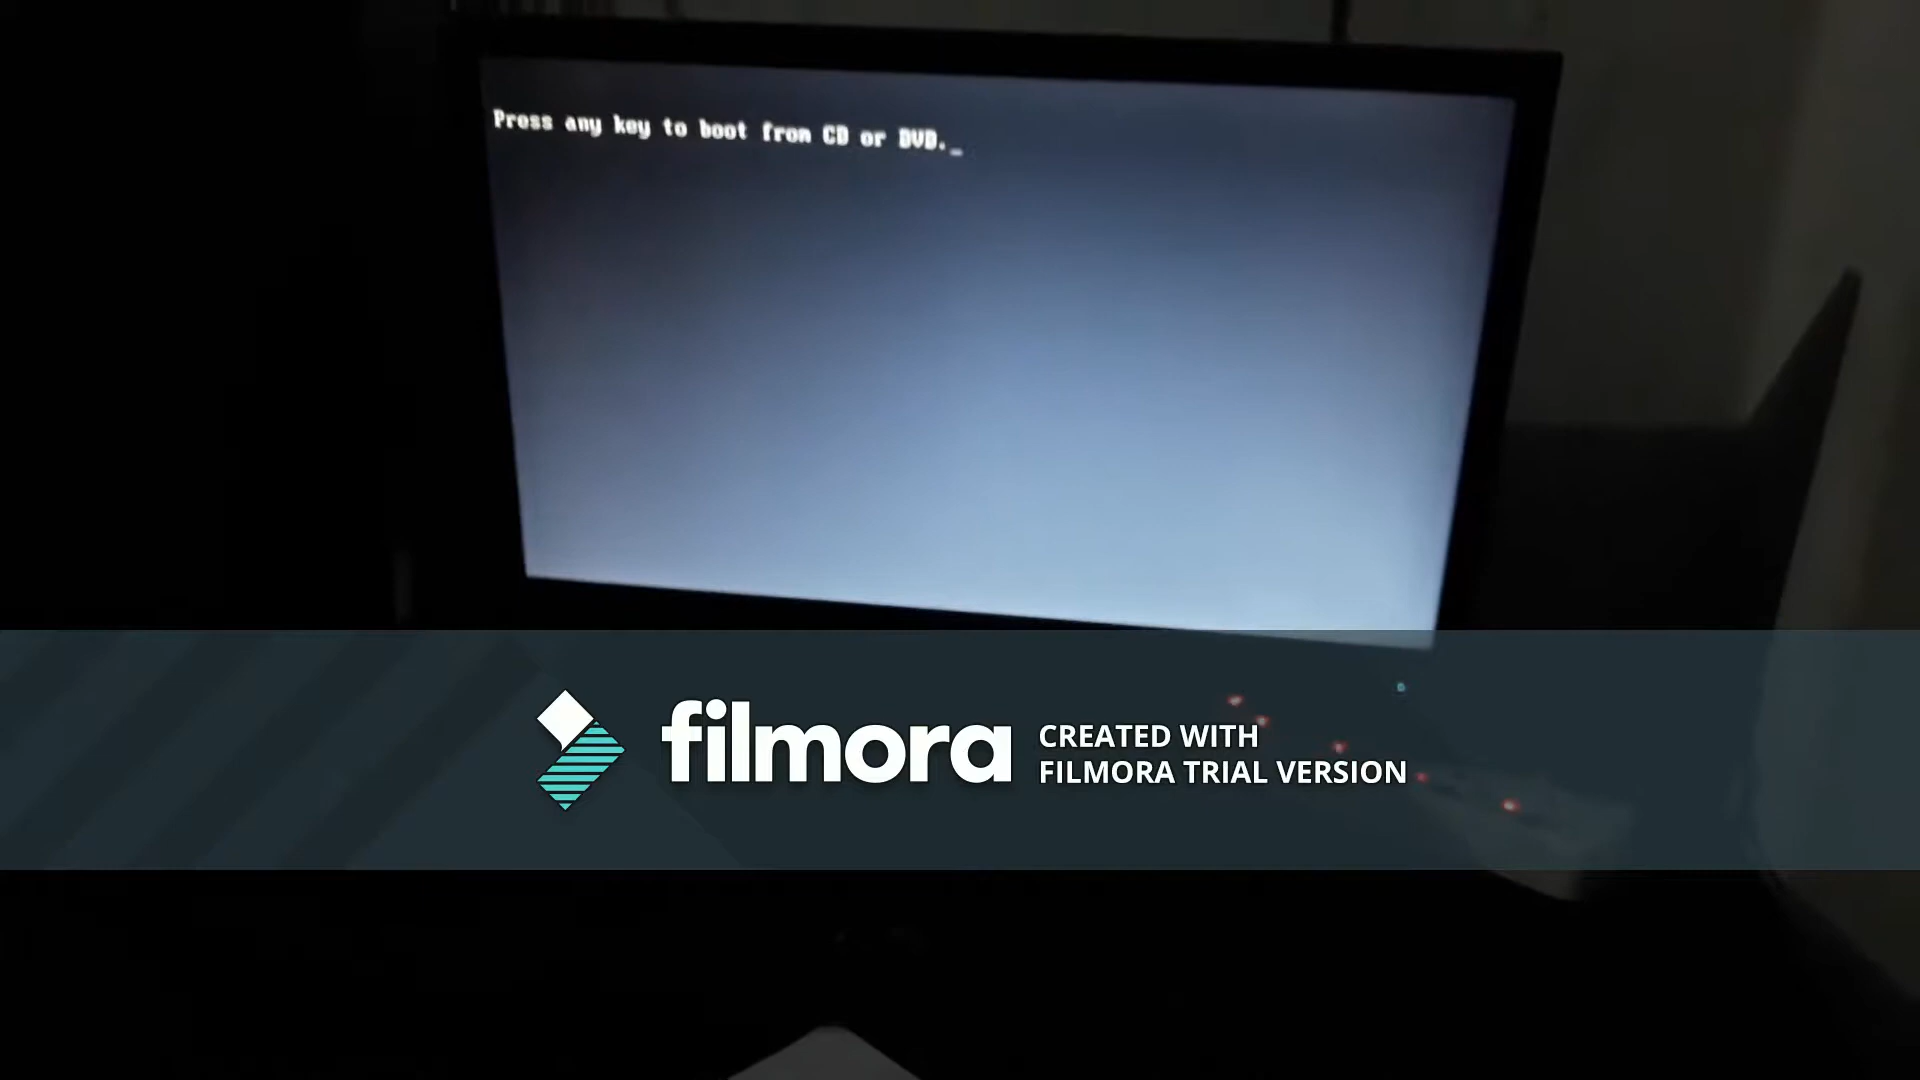 Press any key to boot from CD or DVD._
filmora
CREATED WITH
FILMORA TRIAL VERSION